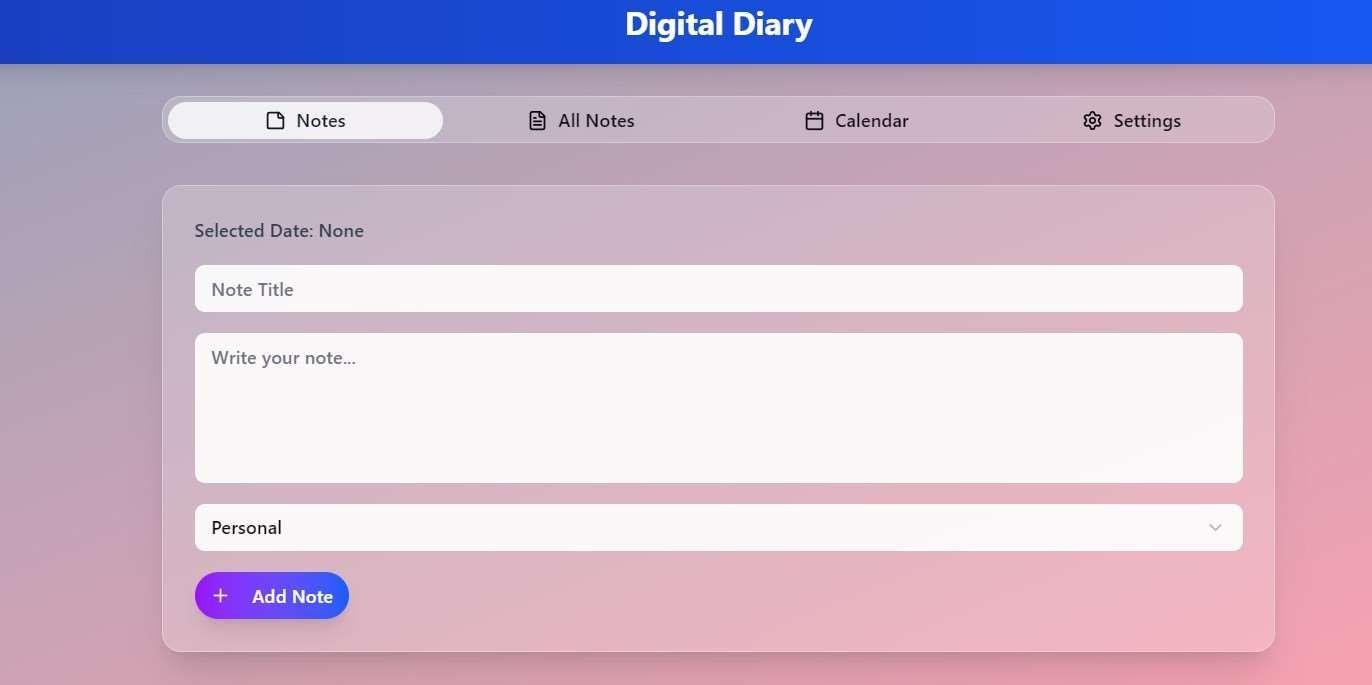 Digital Diary
Notes
All Notes
Calendar
Settings
Selected Date: None
Note Title
Write your note...
Personal
+ Add Note